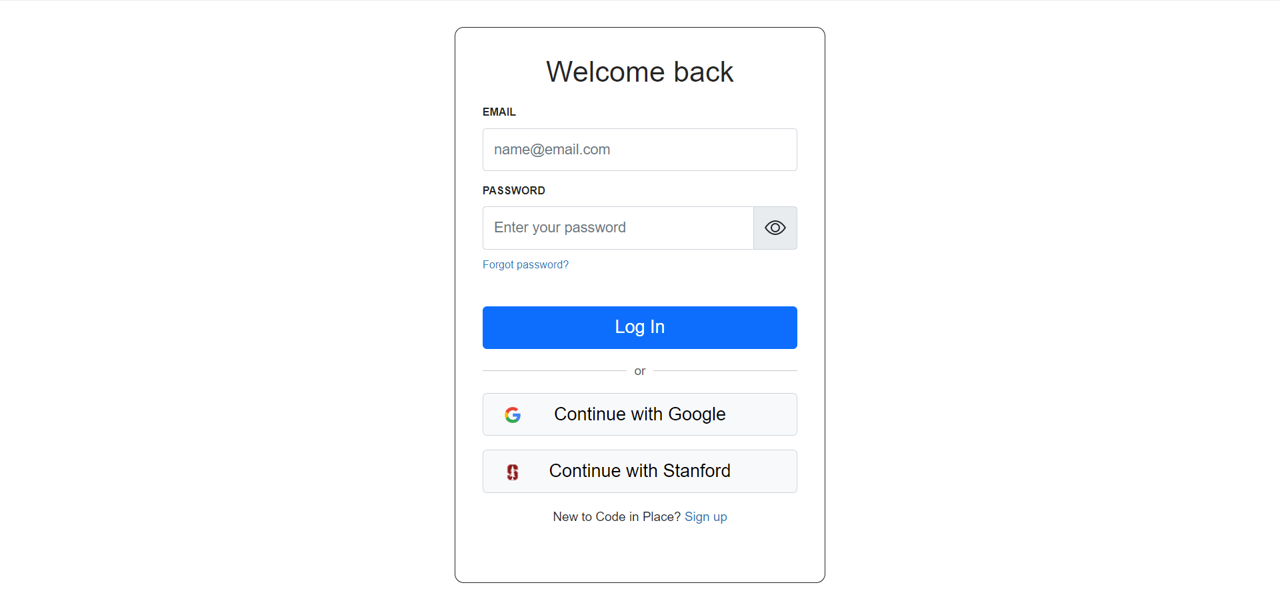 Welcome back
EMAIL
name@email.com
PASSWORD
Enter your password
Forgot password?
Log In
or
Continue with Google
Continue with Stanford
New to Code in Place? Sign up